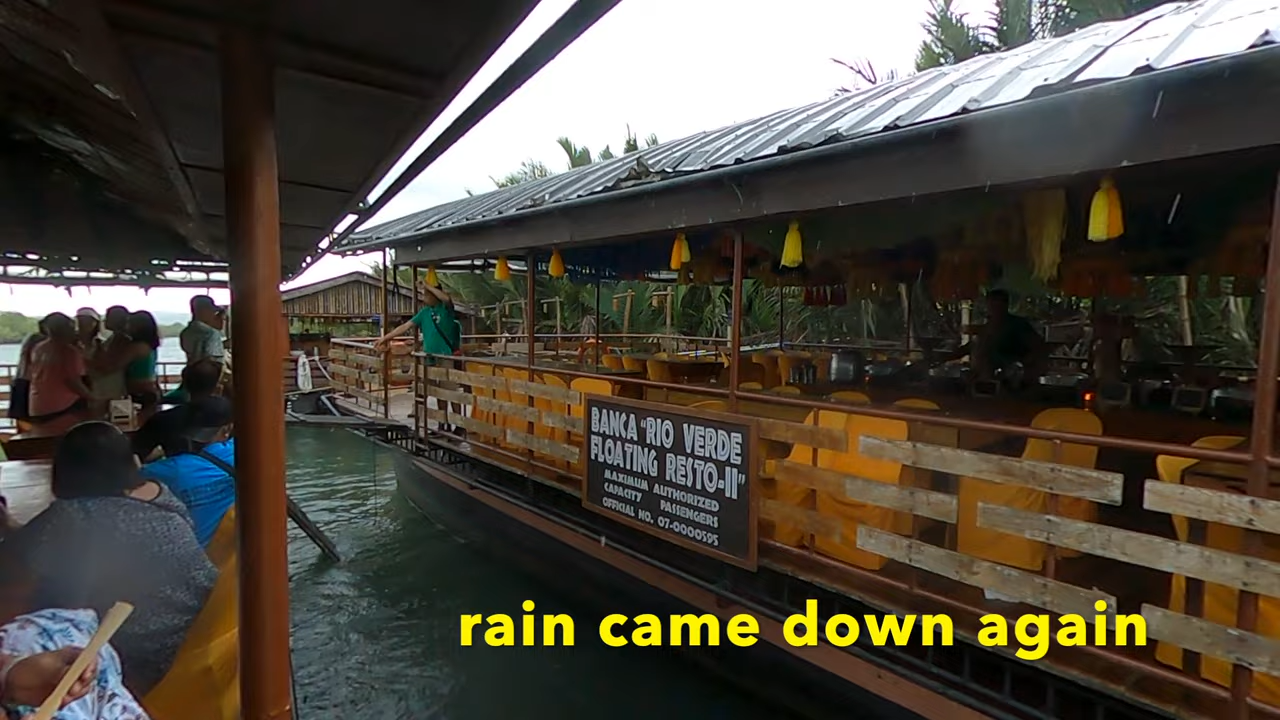 BANCA "RIO VERDE
FLOATING RESTO-II"
MAXIMUM AUTHORIZED
CAPACITY PASSENGERS
OFFICIAL NO. 07-0000595
rain came down again